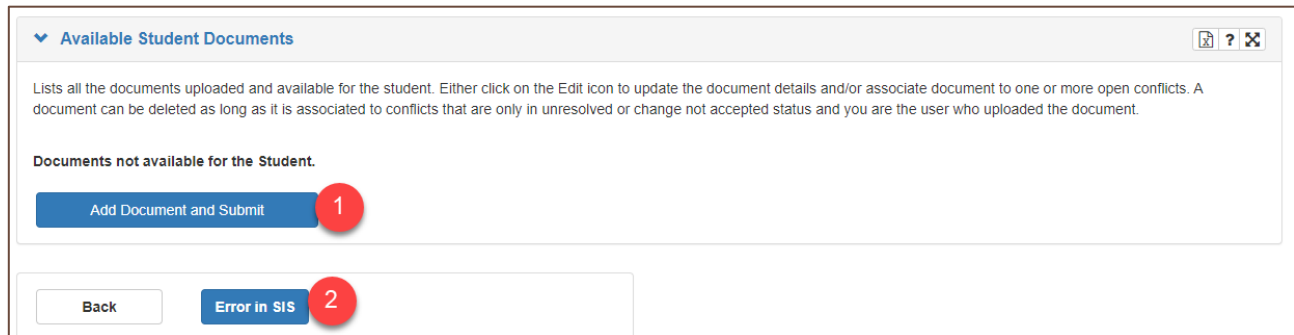 Available Student Documents
?
Lists all the documents uploaded and available for the student. Either click on the Edit icon to update the document details and/or associate document to one or more open conflicts. A
document can be deleted as long as it is associated to conflicts that are only in unresolved or change not accepted status and you are the user who uploaded the document.
Documents not available for the Student.
Add Document and Submit 1
Back Error in SIS 2